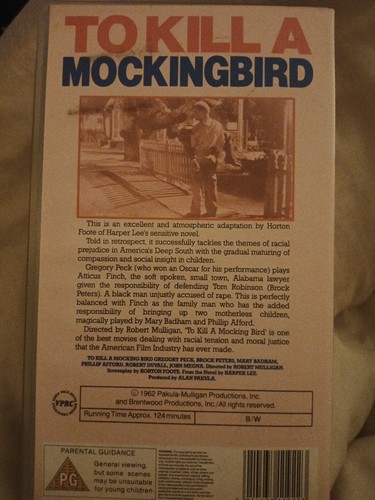 TO KILL A
MOCKINGBIRD
This is an excellent and atmospheric adaptation by Horton
Foote of Harper Lee's sensitive novel.
Told in retrospect, it successfully tackles the themes of racial
prejudice in America's Deep South with the gradual maturing of
compassion and social insight in children.
Gregory Peck (who won an Oscar for his performance) plays
Atticus Finch, the soft spoken, small town, Alabama lawyer
given the responsibility of defending Tom Robinson (Brock
Peters). A black man unjustly accused of rape. This is perfectly
balanced with Finch as the family man who has the added
responsibility of bringing up two motherless children,
magically played by Mary Badham and Phillip Afford.
Directed by Robert Mulligan, 'To Kill A Mocking Bird' is one
of the best movies dealing with racial tension and moral justice
that the American Film Industry has ever made.
TO KILL A MOCKING BIRD GREGORY PECK, BROCK PETERS, MARY BADHAM,
PHILLIP AFFORD, ROBERT DUVALL, JOHN MEGNA. Directed by ROBERT MULLIGAN.
Screenplay by HORTON FOOTE. From the Novel by HARPER LEE.
Produced by ALAN PAKULA.
VPRC
© 1962 Pakula-Mulligan Productions, Inc.
and Brentwood Productions, Inc./All rights reserved.
Running Time Approx. 124 minutes
B/W
PARENTAL GUIDANCE
PG
General viewing,
but some scenes
may be unsuitable
for young children
WARNING: